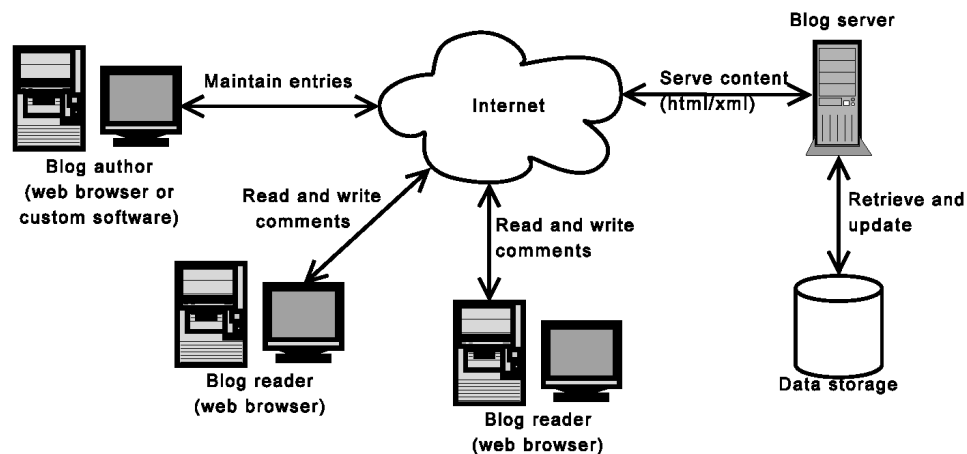 Blog server
Maintain entries
Internet
Serve content
(html/xml)
Blog author
(web browser or
custom software)
Read and write
comments
Read and write
comments
Retrieve and
update
Blog reader
(web browser)
Data storage
Blog reader
(web browser)